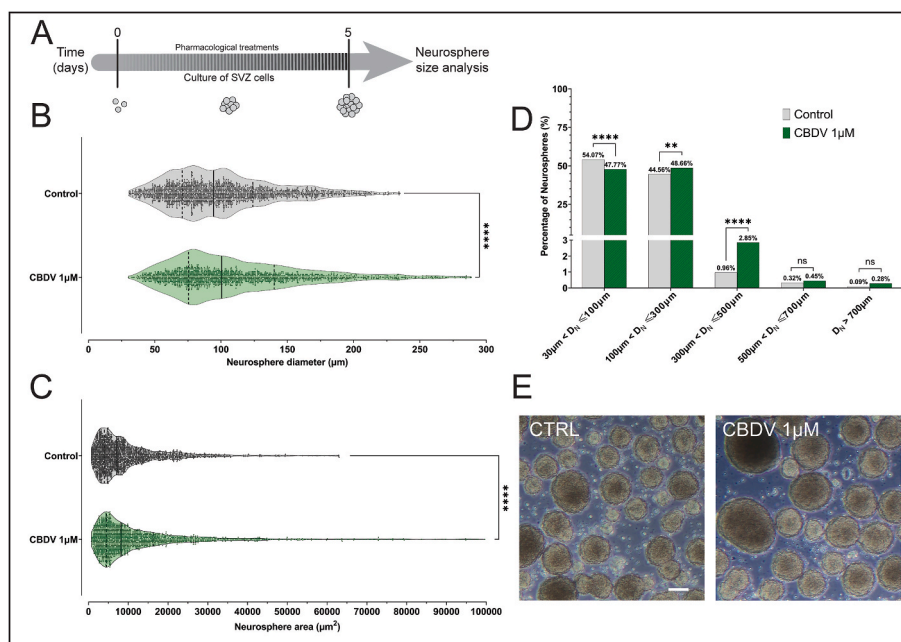 A
0
5
Time
(days)
Pharmacological treatments
Culture of SVZ cells
Neurosphere
size analysis
B
Control
CBDV 1µM
****
0
50
100
150
200
250
300
Neurosphere diameter (µm)
C
Control
CBDV 1µM
****
0
10000
20000
30000
40000
50000
60000
70000
80000
90000
100000
Neurosphere area (µm²)
D
Control
CBDV 1µM
Percentage of Neurospheres (%)
100
75
50
25
3
2
1
0
****
54.07%
47.77%
**
44.56%
48.66%
****
0.96%
2.85%
ns
0.32%
0.45%
ns
0.09%
0.28%
30µm < D_N ⩽100µm
100µm < D_N ⩽300µm
300µm < D_N ⩽500µm
500µm < D_N ⩽700µm
D_N > 700µm
E
CTRL
CBDV 1µM